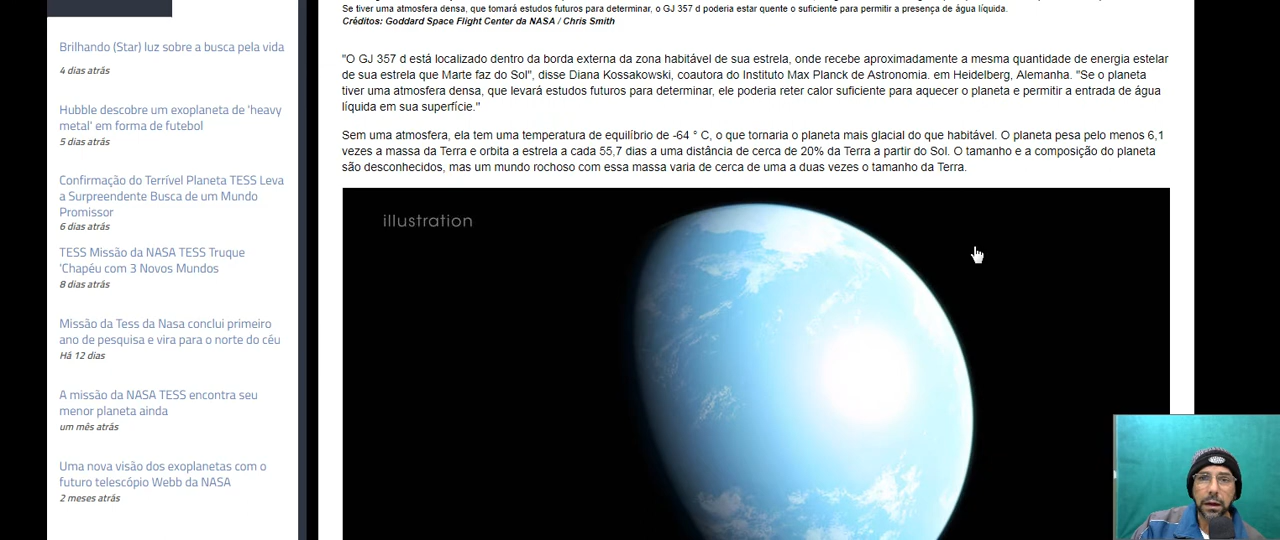 Brilhando (Star) luz sobre a busca pela vida
4 dias atrás
Hubble descobre um exoplaneta de 'heavy
metal' em forma de futebol
5 dias atrás
Confirmação do Terrível Planeta TESS Leva
a Surpreendente Busca de um Mundo
Promissor
6 dias atrás
TESS Missão da NASA TESS Truque
'Chapéu com 3 Novos Mundos
8 dias atrás
Missão da Tess da Nasa conclui primeiro
ano de pesquisa e vira para o norte do céu
Há 12 dias
A missão da NASA TESS encontra seu
menor planeta ainda
um mês atrás
Uma nova visão dos exoplanetas com o
futuro telescópio Webb da NASA
2 meses atrás
Se tiver uma atmosfera densa, que tomará estudos futuros para determinar, o GJ 357 d poderia estar quente o suficiente para permitir a presença de água líquida.
Créditos: Goddard Space Flight Center da NASA / Chris Smith
"O GJ 357 d está localizado dentro da borda externa da zona habitável de sua estrela, onde recebe aproximadamente a mesma quantidade de energia estelar
de sua estrela que Marte faz do Sol", disse Diana Kossakowski, coautora do Instituto Max Planck de Astronomia. em Heidelberg, Alemanha. "Se o planeta
tiver uma atmosfera densa, que levará estudos futuros para determinar, ele poderia reter calor suficiente para aquecer o planeta e permitir a entrada de água
líquida em sua superfície."
Sem uma atmosfera, ela tem uma temperatura de equilíbrio de -64 ° C, o que tornaria o planeta mais glacial do que habitável. O planeta pesa pelo menos 6,1
vezes a massa da Terra e orbita a estrela a cada 55,7 dias a uma distância de cerca de 20% da Terra a partir do Sol. O tamanho e a composição do planeta
são desconhecidos, mas um mundo rochoso com essa massa varia de cerca de uma a duas vezes o tamanho da Terra.
illustration